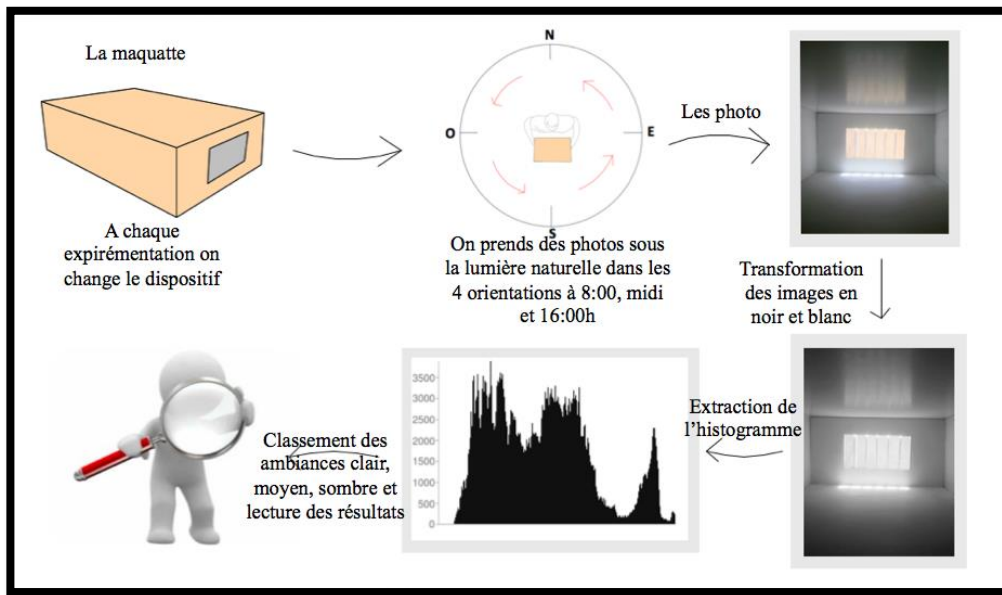 La maquatte
A chaque
expirémentation on
change le dispositif
N
O
E
S
On prends des photos sous
la lumière naturelle dans les
4 orientations à 8:00, midi
et 16:00h
Les photo
Transformation
des images en
noir et blanc
Extraction de
l'histogramme
3500
3000
2500
2000
1500
1000
500
0
Classement des
ambiances clair,
moyen, sombre et
lecture des résultats